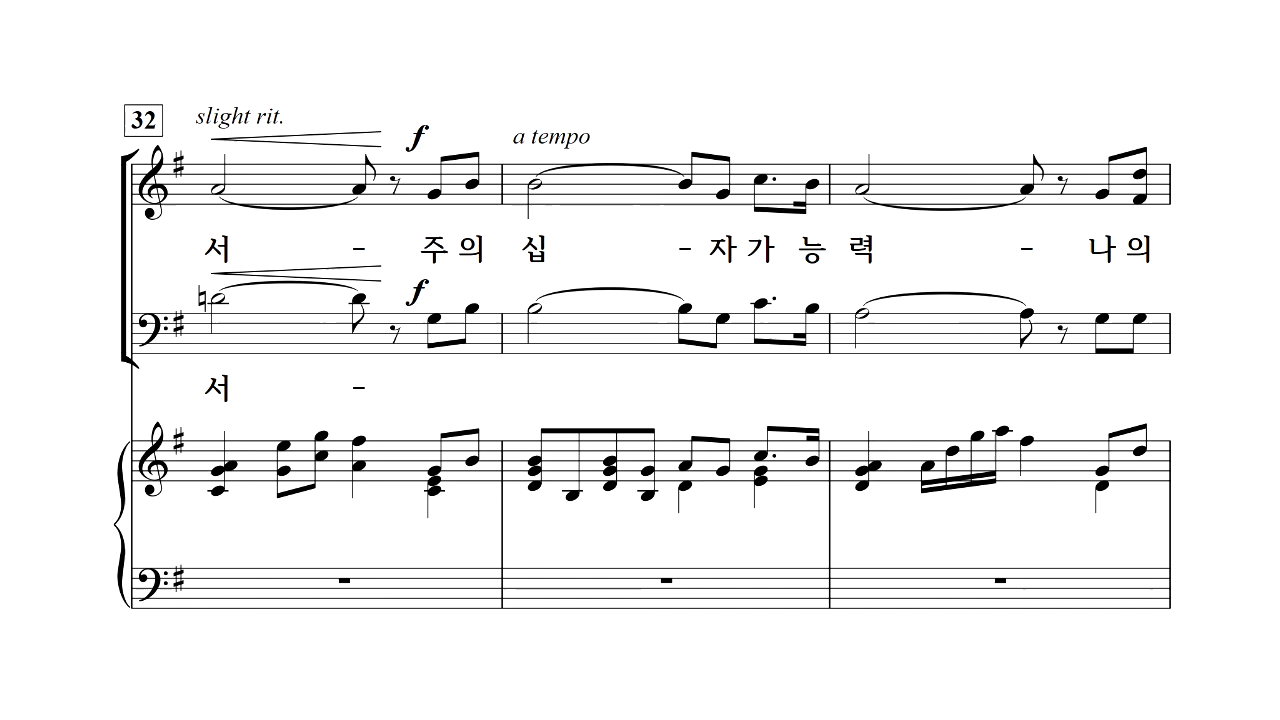 32 slight rit.
f
a tempo
서 - 주 의 십 - 자 가 능 력 - 나 의
f
서 -